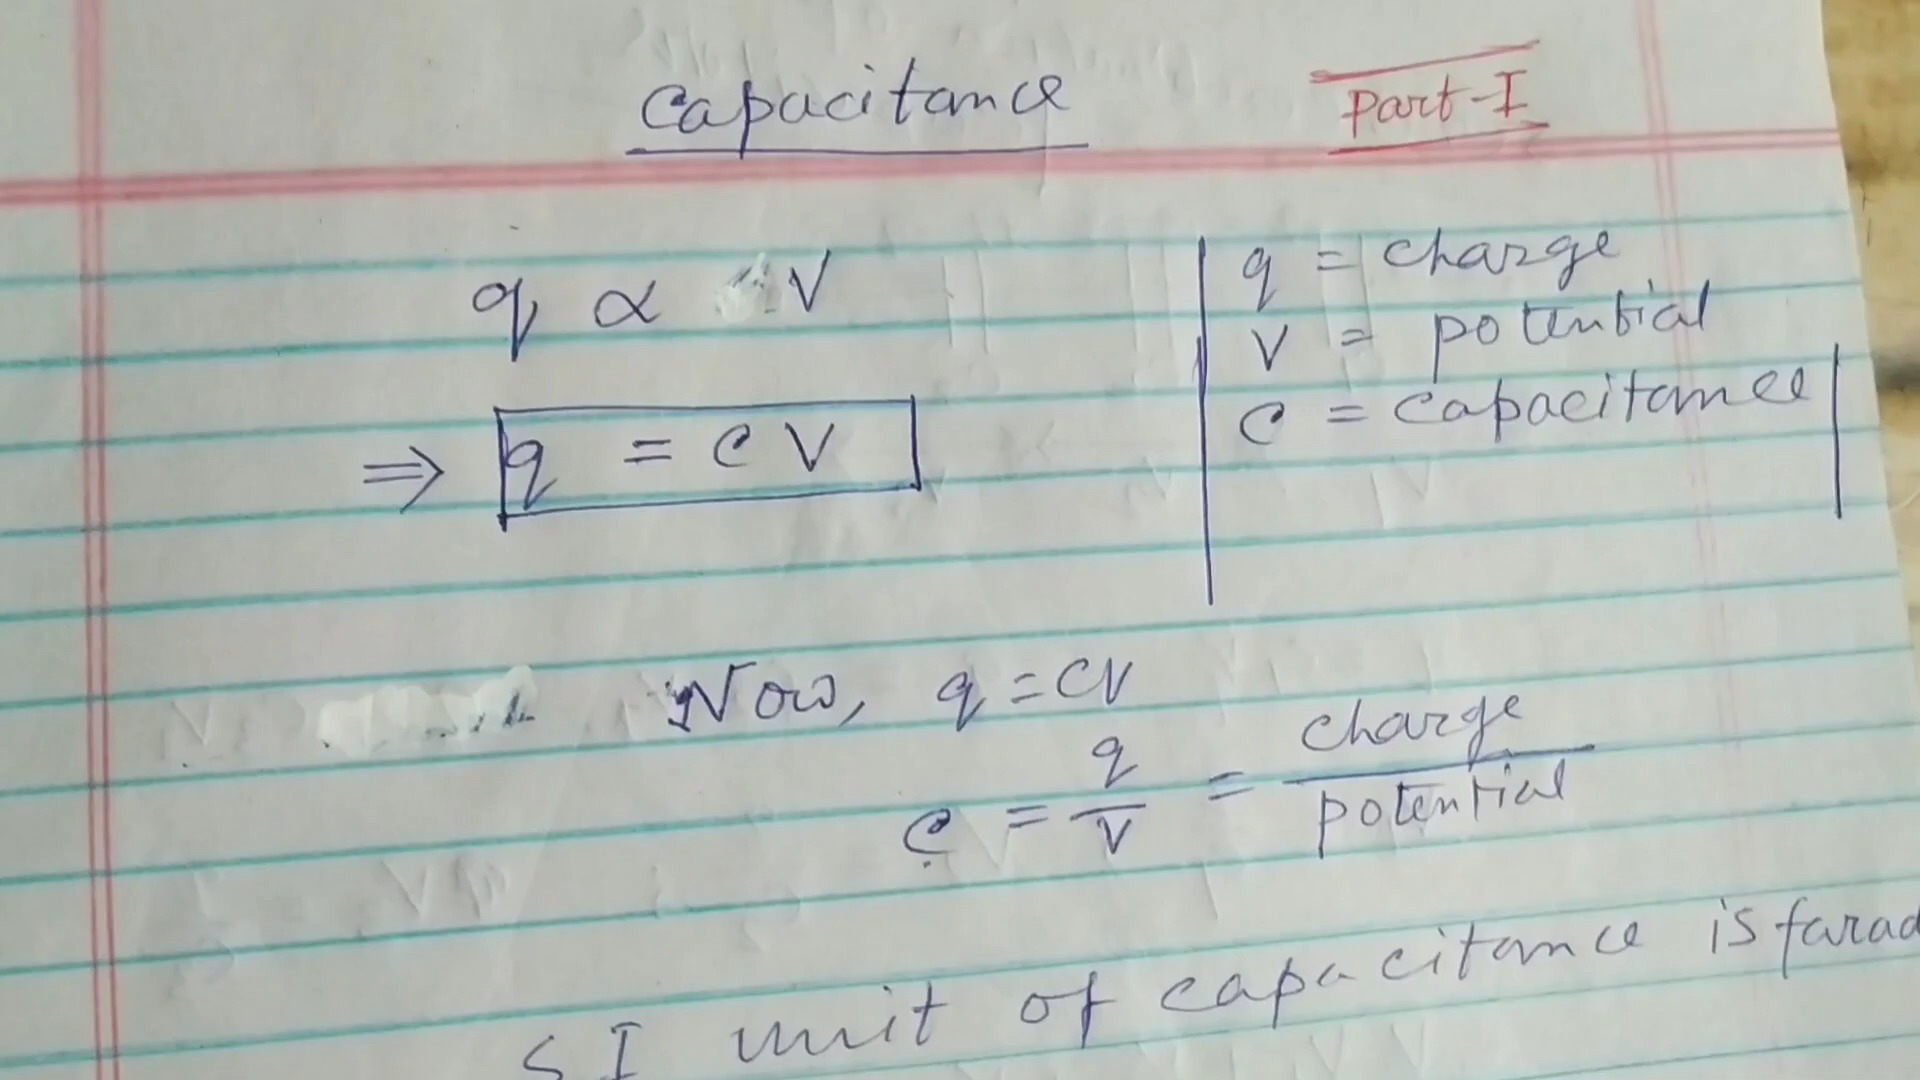 Capacitance Part-I
q ∝ V
q = charge
V = potential
⇒ q = CV
C = capacitance
Now, q = CV
C = q/V = charge/potential
SI unit of capacitance is farad